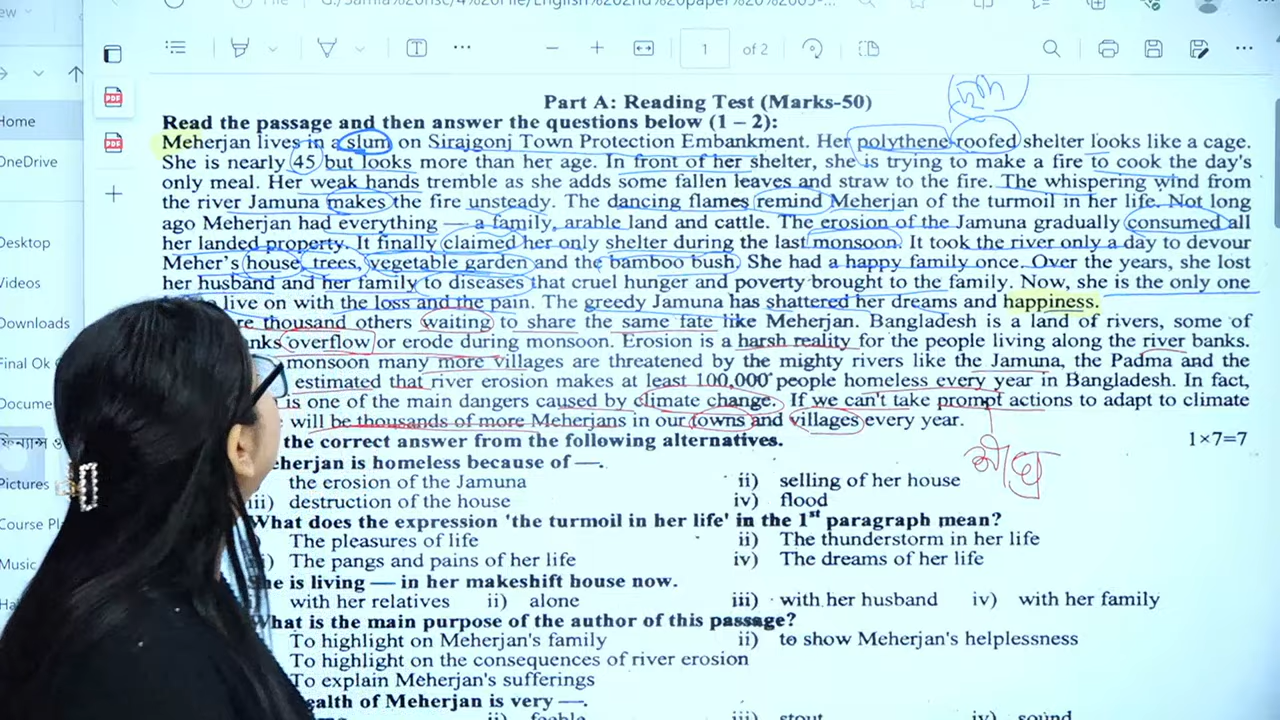 of 2
1
Home
OneDrive
Desktop
Videos
Downloads
Final Ok
Docume
Pictures
Course Pl
Music
Part A: Reading Test (Marks-50)
Read the passage and then answer the questions below (1 – 2):
Meherjan lives in a slum on Sirajgonj Town Protection Embankment. Her polythene roofed shelter looks like a cage.
She is nearly 45 but looks more than her age. In front of her shelter, she is trying to make a fire to cook the day's
only meal. Her weak hands tremble as she adds some fallen leaves and straw to the fire. The whispering wind from
the river Jamuna makes the fire unsteady. The dancing flames remind Meherjan of the turmoil in her life. Not long
ago Meherjan had everything — a family, arable land and cattle. The erosion of the Jamuna gradually consumed all
her landed property. It finally claimed her only shelter during the last monsoon. It took the river only a day to devour
Meher's house, trees, vegetable garden and the bamboo bush. She had a happy family once. Over the years, she lost
her husband and her family to diseases that cruel hunger and poverty brought to the family. Now, she is the only one
live on with the loss and the pain. The greedy Jamuna has shattered her dreams and happiness.
thousand others waiting to share the same fate like Meherjan. Bangladesh is a land of rivers, some of
overflow or erode during monsoon. Erosion is a harsh reality for the people living along the river banks.
monsoon many more villages are threatened by the mighty rivers like the Jamuna, the Padma and the
estimated that river erosion makes at least 100,000 people homeless every year in Bangladesh. In fact,
is one of the main dangers caused by climate change. If we can't take prompt actions to adapt to climate
will be thousands of more Meherjans in our towns and villages every year.
শীঘ্র
the correct answer from the following alternatives. 1×7=7
herjan is homeless because of —.
the erosion of the Jamuna ii) selling of her house
iii) destruction of the house iv) flood
What does the expression 'the turmoil in her life' in the 1st paragraph mean?
The pleasures of life ii) The thunderstorm in her life
i) The pangs and pains of her life iv) The dreams of her life
She is living — in her makeshift house now.
with her relatives ii) alone iii) with her husband iv) with her family
What is the main purpose of the author of this passage?
To highlight on Meherjan's family ii) to show Meherjan's helplessness
To highlight on the consequences of river erosion
To explain Meherjan's sufferings
ealth of Meherjan is very —.
ii) feeble iii) stout iv) sound